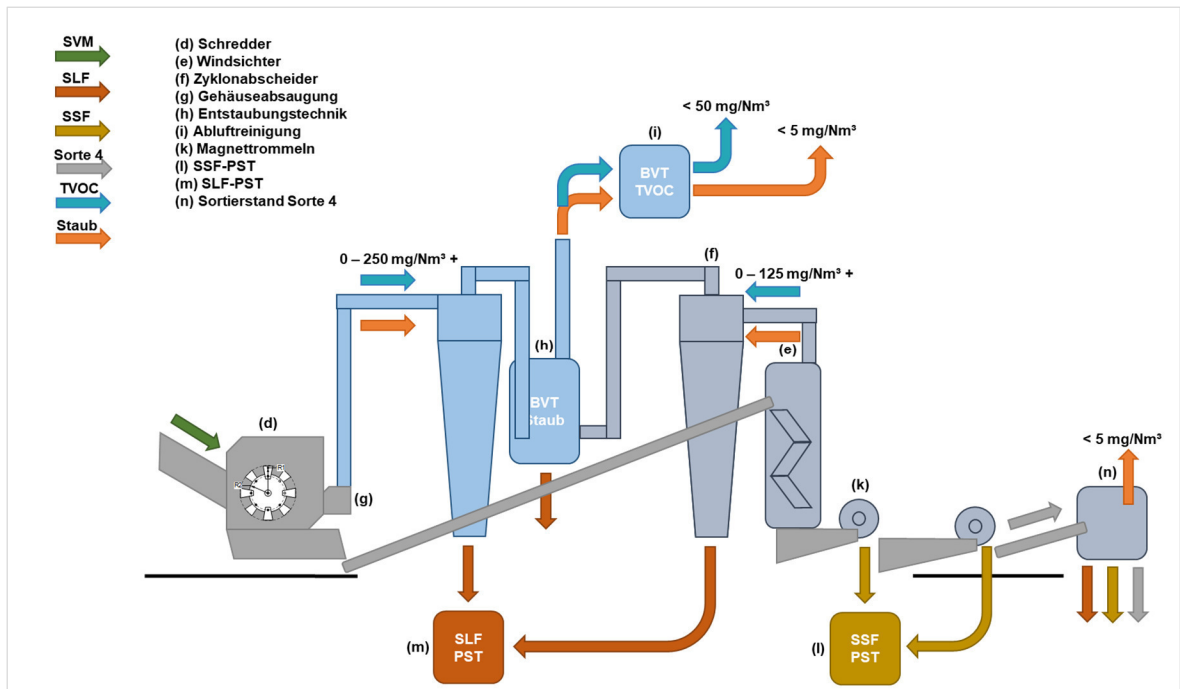 SVM
SLF
SSF
Sorte 4
TVOC
Staub
(d) Schredder
(e) Windsichter
(f) Zyklonabscheider
(g) Gehäuseabsaugung
(h) Entstaubungstechnik
(i) Abluftreinigung
(k) Magnettrommeln
(l) SSF-PST
(m) SLF-PST
(n) Sortierstand Sorte 4
< 50 mg/Nm³
< 5 mg/Nm³
(i)
BVT
TVOC
0 – 250 mg/Nm³ +
(f)
0 – 125 mg/Nm³ +
(h)
(e)
BVT
Staub
(d)
R1
R2
(g)
(k)
< 5 mg/Nm³
(n)
(m)
SLF
PST
(l)
SSF
PST